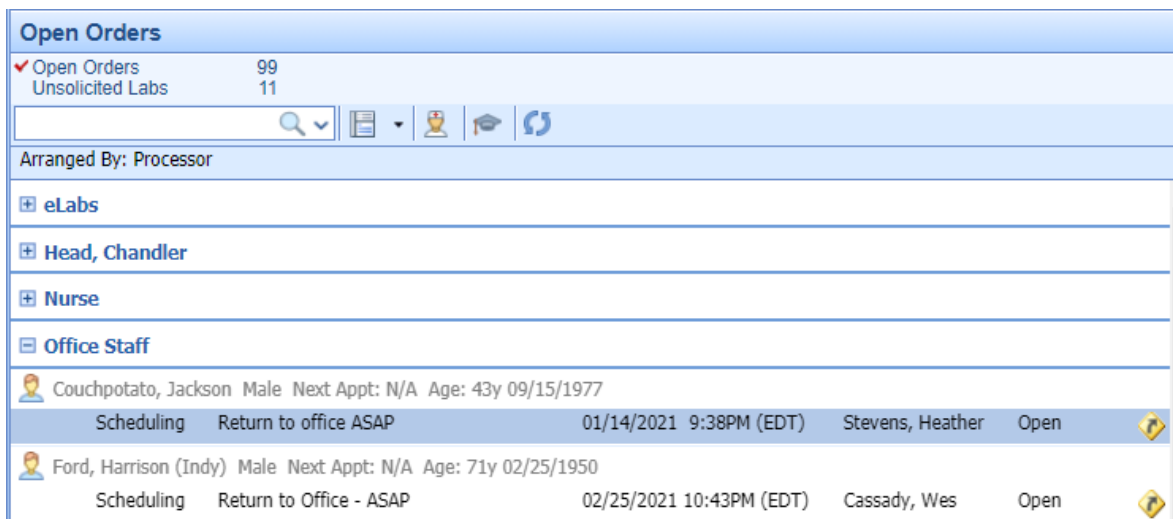 Open Orders
Open Orders 99
Unsolicited Labs 11
Arranged By: Processor
eLabs
Head, Chandler
Nurse
Office Staff
Couchpotato, Jackson Male Next Appt: N/A Age: 43y 09/15/1977
Scheduling Return to office ASAP 01/14/2021 9:38PM (EDT) Stevens, Heather Open
Ford, Harrison (Indy) Male Next Appt: N/A Age: 71y 02/25/1950
Scheduling Return to Office - ASAP 02/25/2021 10:43PM (EDT) Cassady, Wes Open